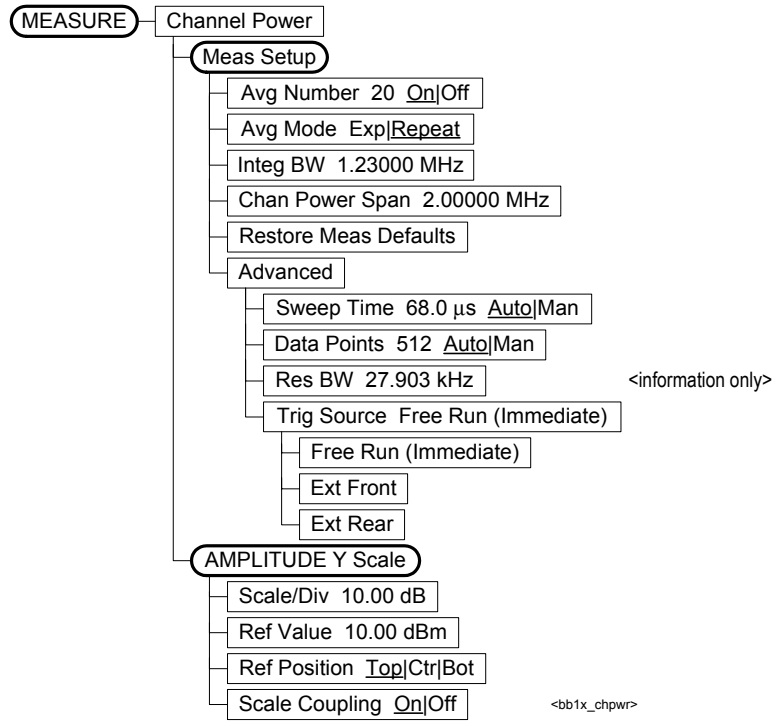 MEASURE Channel Power
Meas Setup
Avg Number 20 On|Off
Avg Mode Exp|Repeat
Integ BW 1.23000 MHz
Chan Power Span 2.00000 MHz
Restore Meas Defaults
Advanced
Sweep Time 68.0 μs Auto|Man
Data Points 512 Auto|Man
Res BW 27.903 kHz <information only>
Trig Source Free Run (Immediate)
Free Run (Immediate)
Ext Front
Ext Rear
AMPLITUDE Y Scale
Scale/Div 10.00 dB
Ref Value 10.00 dBm
Ref Position Top|Ctr|Bot
Scale Coupling On|Off <bb1x_chpwr>